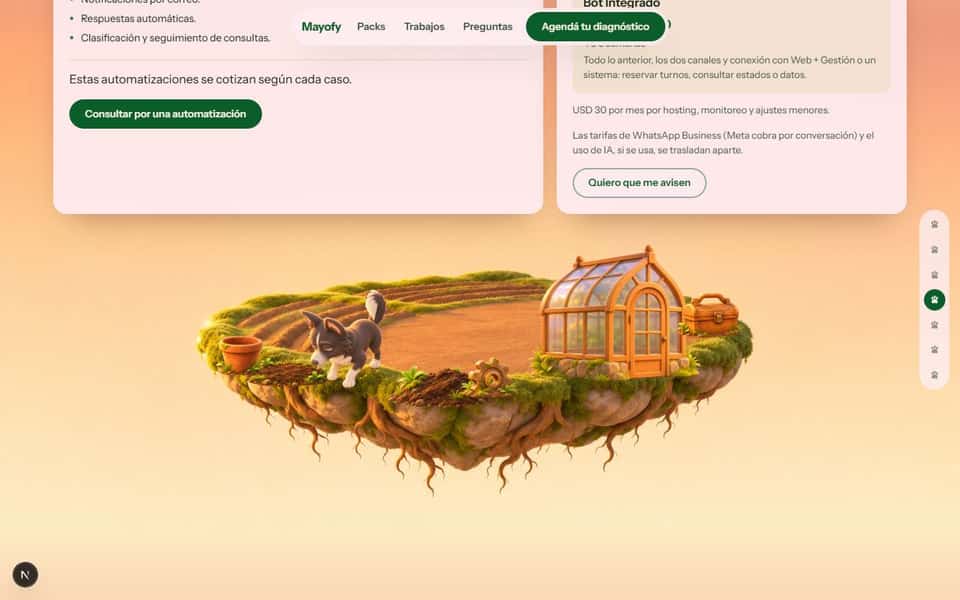 Mayofy
Packs
Trabajos
Preguntas
Agendá tu diagnóstico
Respuestas automáticas.
Clasificación y seguimiento de consultas.
Estas automatizaciones se cotizan según cada caso.
Consultar por una automatización
Bot Integrado
Todo lo anterior, los dos canales y conexión con Web + Gestión o un
sistema: reservar turnos, consultar estados o datos.
USD 30 por mes por hosting, monitoreo y ajustes menores.
Las tarifas de WhatsApp Business (Meta cobra por conversación) y el
uso de IA, si se usa, se trasladan aparte.
Quiero que me avisen
N